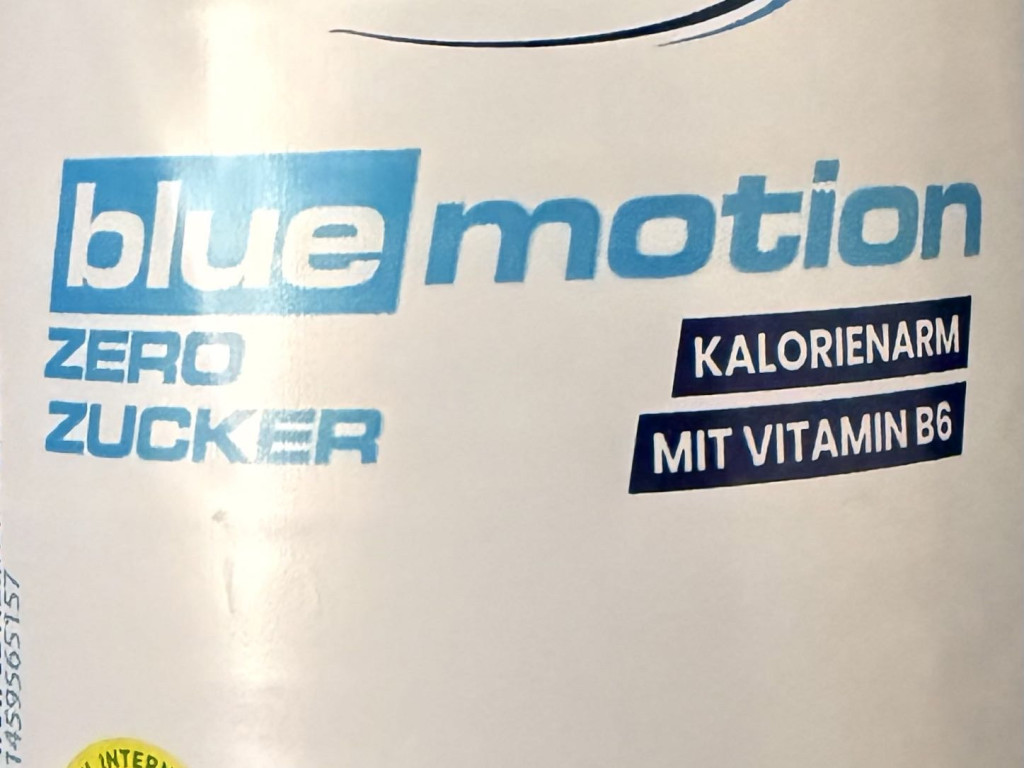 blue motion
ZERO
ZUCKER
KALORIENARM
MIT VITAMIN B6